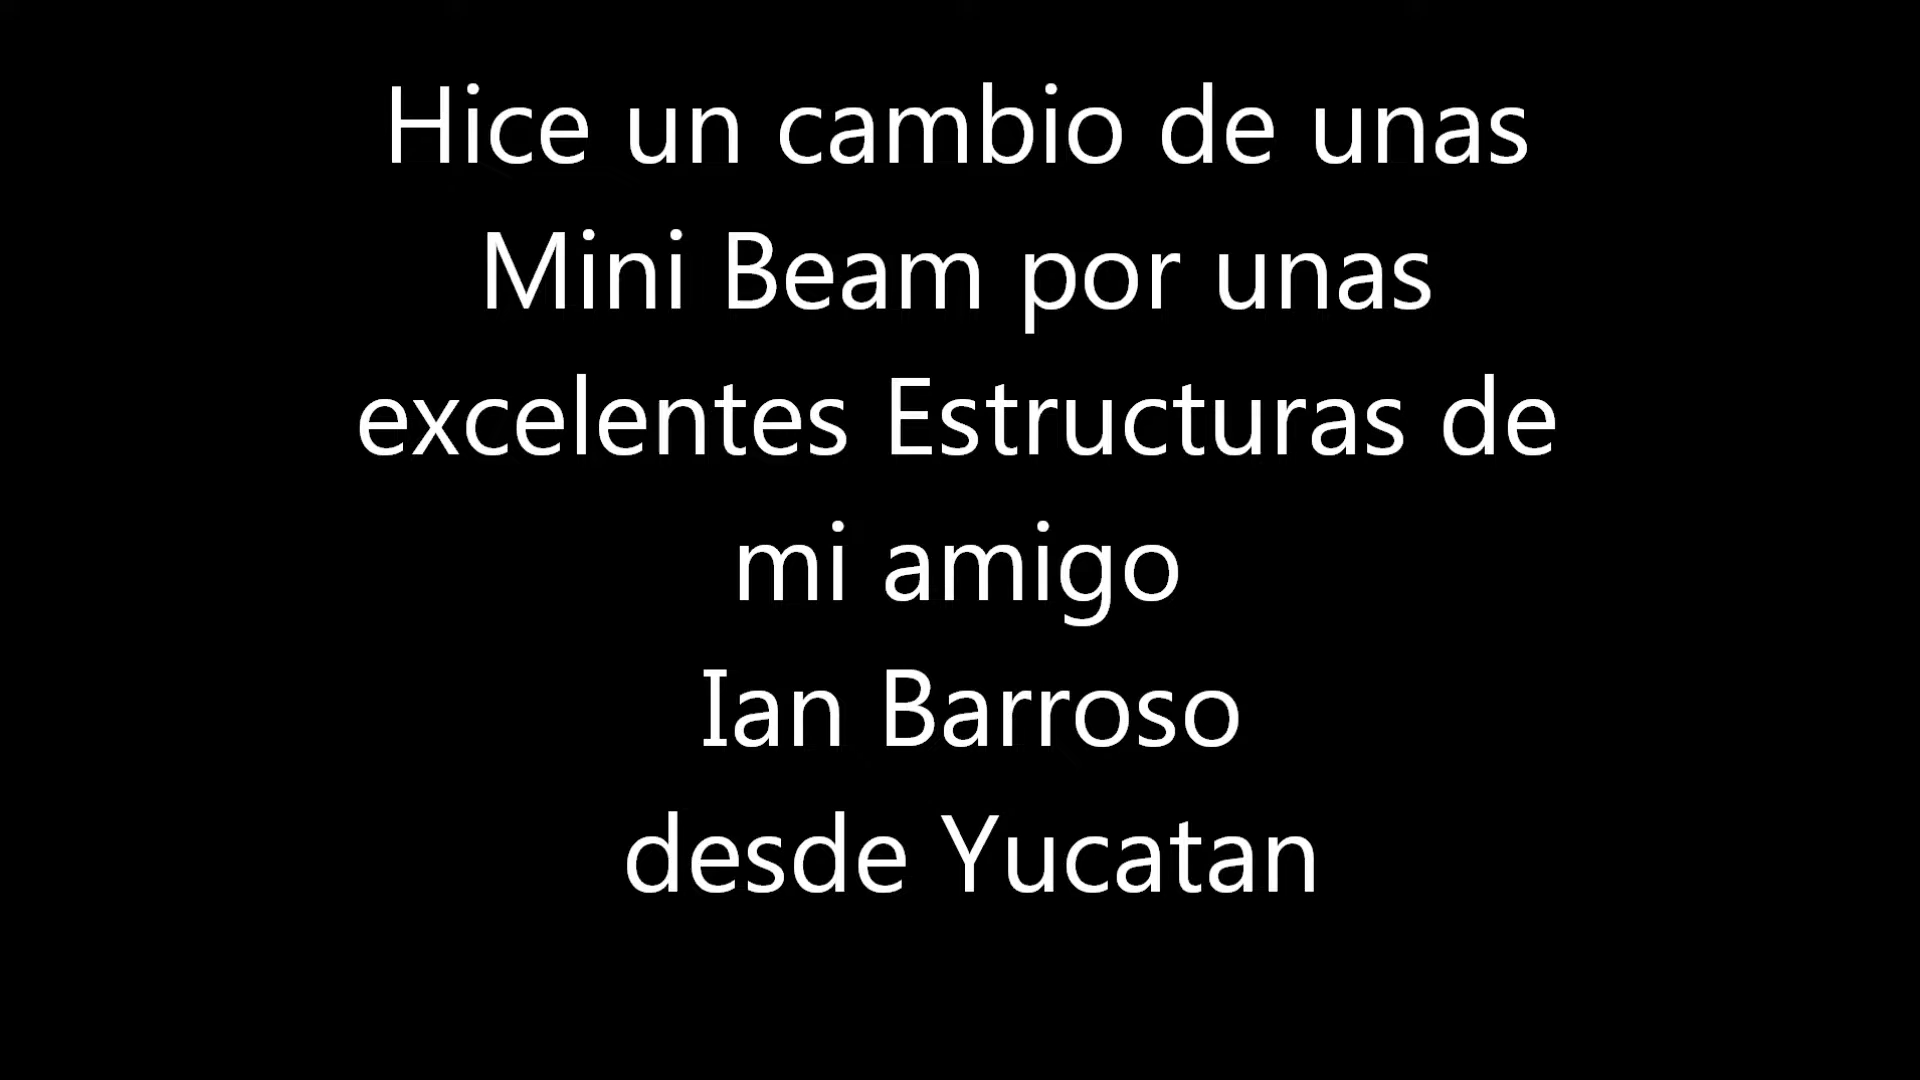 Hice un cambio de unas
Mini Beam por unas
excelentes Estructuras de
mi amigo
Ian Barroso
desde Yucatan